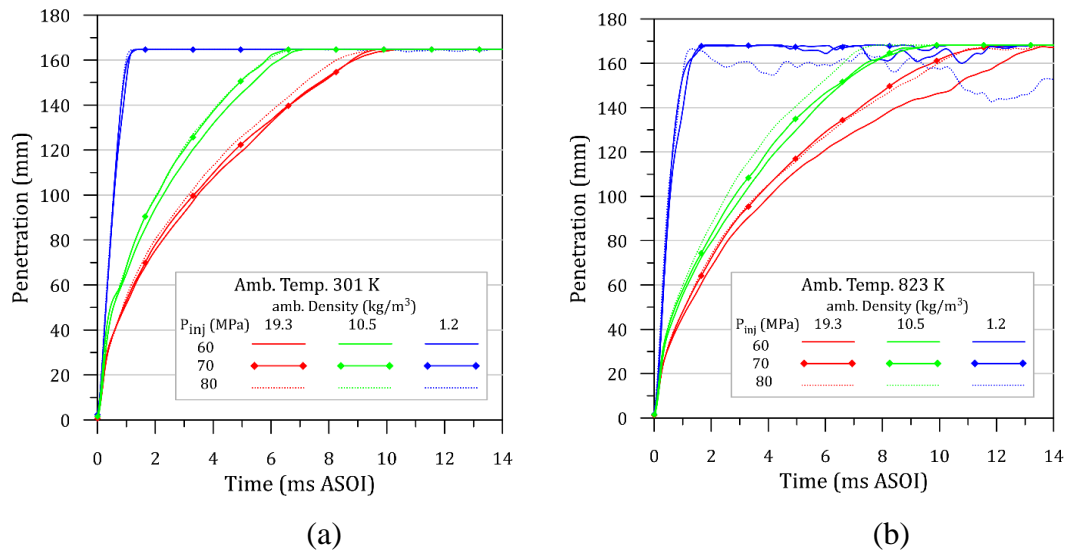 (a)
180
160
140
120
100
80
60
40
20
0
Penetration (mm)
Amb. Temp. 301 K
amb. Density (kg/m³)
Pinj (MPa) 19.3 10.5 1.2
60
70
80
0 2 4 6 8 10 12 14
Time (ms ASOI)
(a)
(b)
180
160
140
120
100
80
60
40
20
0
Penetration (mm)
Amb. Temp. 823 K
amb. Density (kg/m³)
Pinj (MPa) 19.3 10.5 1.2
60
70
80
0 2 4 6 8 10 12 14
Time (ms ASOI)
(b)